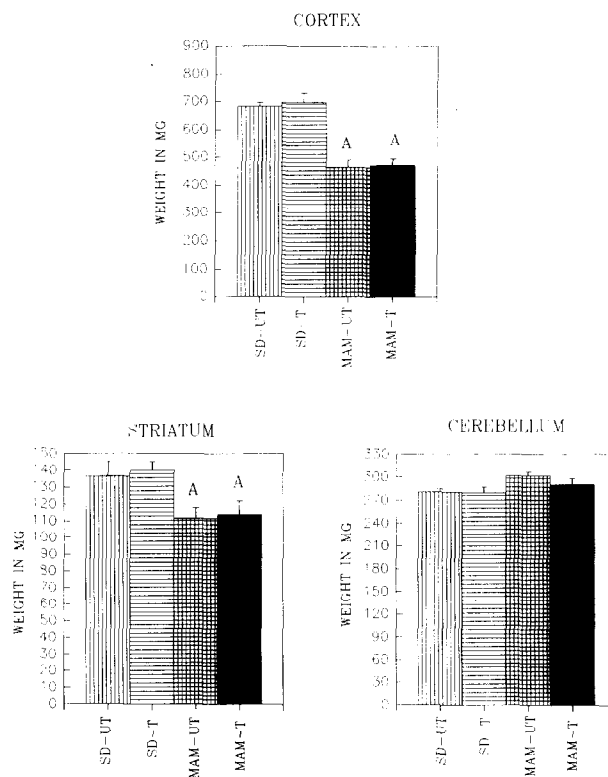 CORTEX
900
800
700
600
500
400
300
200
100
0
WEIGHT IN MG
A A
SD-UT
SD-T
MAM-UT
MAM-T
STRIATUM
150
140
130
120
110
100
90
80
70
60
50
40
30
20
10
0
WEIGHT IN MG
A A
SD-UT
SD-T
MAM-UT
MAM-T
CEREBELLUM
330
300
270
240
210
180
150
120
90
60
30
0
WEIGHT IN MG
SD-UT
SD-T
MAM-UT
MAM-T